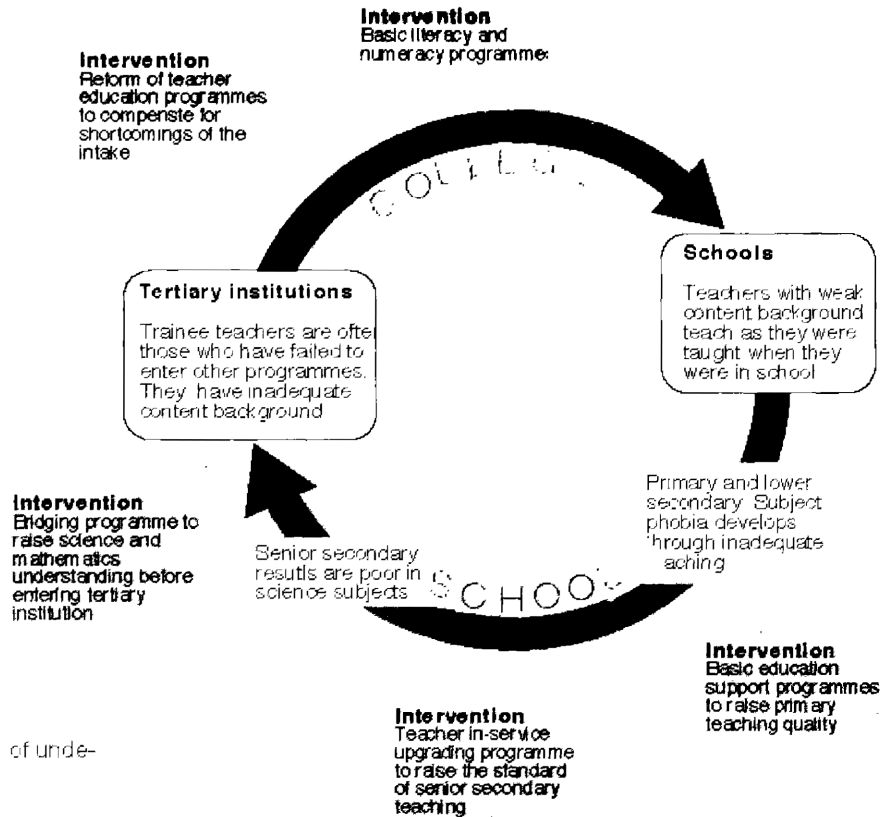 Intervention
Basic literacy and
numeracy programme
Intervention
Reform of teacher
education programmes
to compenste for
shortcomings of the
intake
COLLEG
Schools
Teachers with weak
content background
teach as they were
taught when they
were in school
Tertiary institutions
Trainee teachers are ofte
those who have failed to
enter other programmes.
They have inadequate
content background
Primary and lower
secondary Subject
phobia develops
through inadequate
aching
Intervention
Bridging programme to
raise science and
mathematics
understanding before
entering tertiary
institution
Senior secondary
resutls are poor in
science subjects
SCHOO
Intervention
Basic education
support programmes
to raise primary
teaching quality
Intervention
Teacher in-service
upgrading programme
to raise the standard
of senior secondary
teaching
of unde-